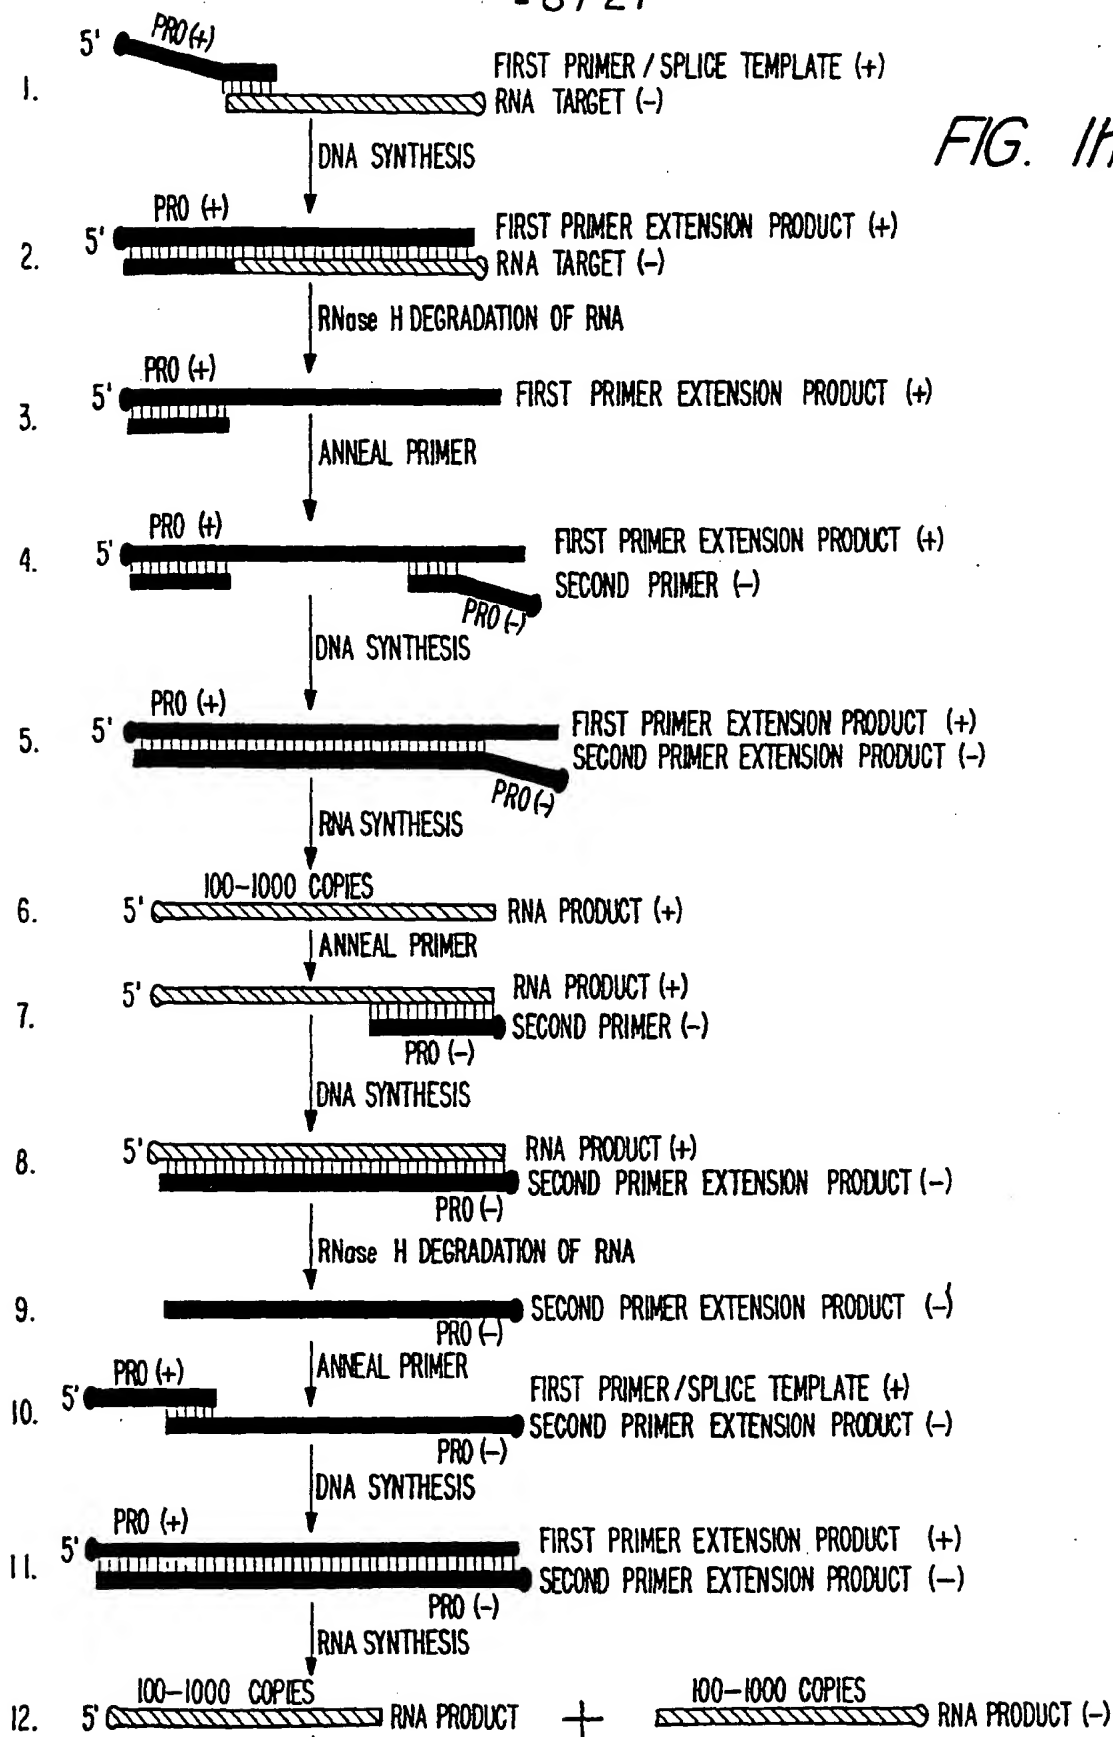 5' PRO (+)
1. FIRST PRIMER / SPLICE TEMPLATE (+)
RNA TARGET (-)
FIG.
DNA SYNTHESIS
PRO (+)
5' FIRST PRIMER EXTENSION PRODUCT (+)
2. RNA TARGET (-)
RNase H DEGRADATION OF RNA
PRO (+)
5' FIRST PRIMER EXTENSION PRODUCT (+)
3.
ANNEAL PRIMER
PRO (+)
5' FIRST PRIMER EXTENSION PRODUCT (+)
4. SECOND PRIMER (-)
PRO (-)
DNA SYNTHESIS
PRO (+)
5' FIRST PRIMER EXTENSION PRODUCT (+)
5. SECOND PRIMER EXTENSION PRODUCT (-)
PRO (-)
RNA SYNTHESIS
100-1000 COPIES
6. 5' RNA PRODUCT (+)
ANNEAL PRIMER
5' RNA PRODUCT (+)
7. SECOND PRIMER (-)
PRO (-)
DNA SYNTHESIS
5' RNA PRODUCT (+)
8. SECOND PRIMER EXTENSION PRODUCT (-)
PRO (-)
RNase H DEGRADATION OF RNA
9. SECOND PRIMER EXTENSION PRODUCT (-)
PRO (-)
ANNEAL PRIMER
PRO (+)
5' FIRST PRIMER/SPLICE TEMPLATE (+)
10. SECOND PRIMER EXTENSION PRODUCT (-)
PRO (-)
DNA SYNTHESIS
PRO (+)
5' FIRST PRIMER EXTENSION PRODUCT (+)
11. SECOND PRIMER EXTENSION PRODUCT (-)
PRO (-)
RNA SYNTHESIS
100-1000 COPIES 100-1000 COPIES
12. 5' RNA PRODUCT + RNA PRODUCT (-)